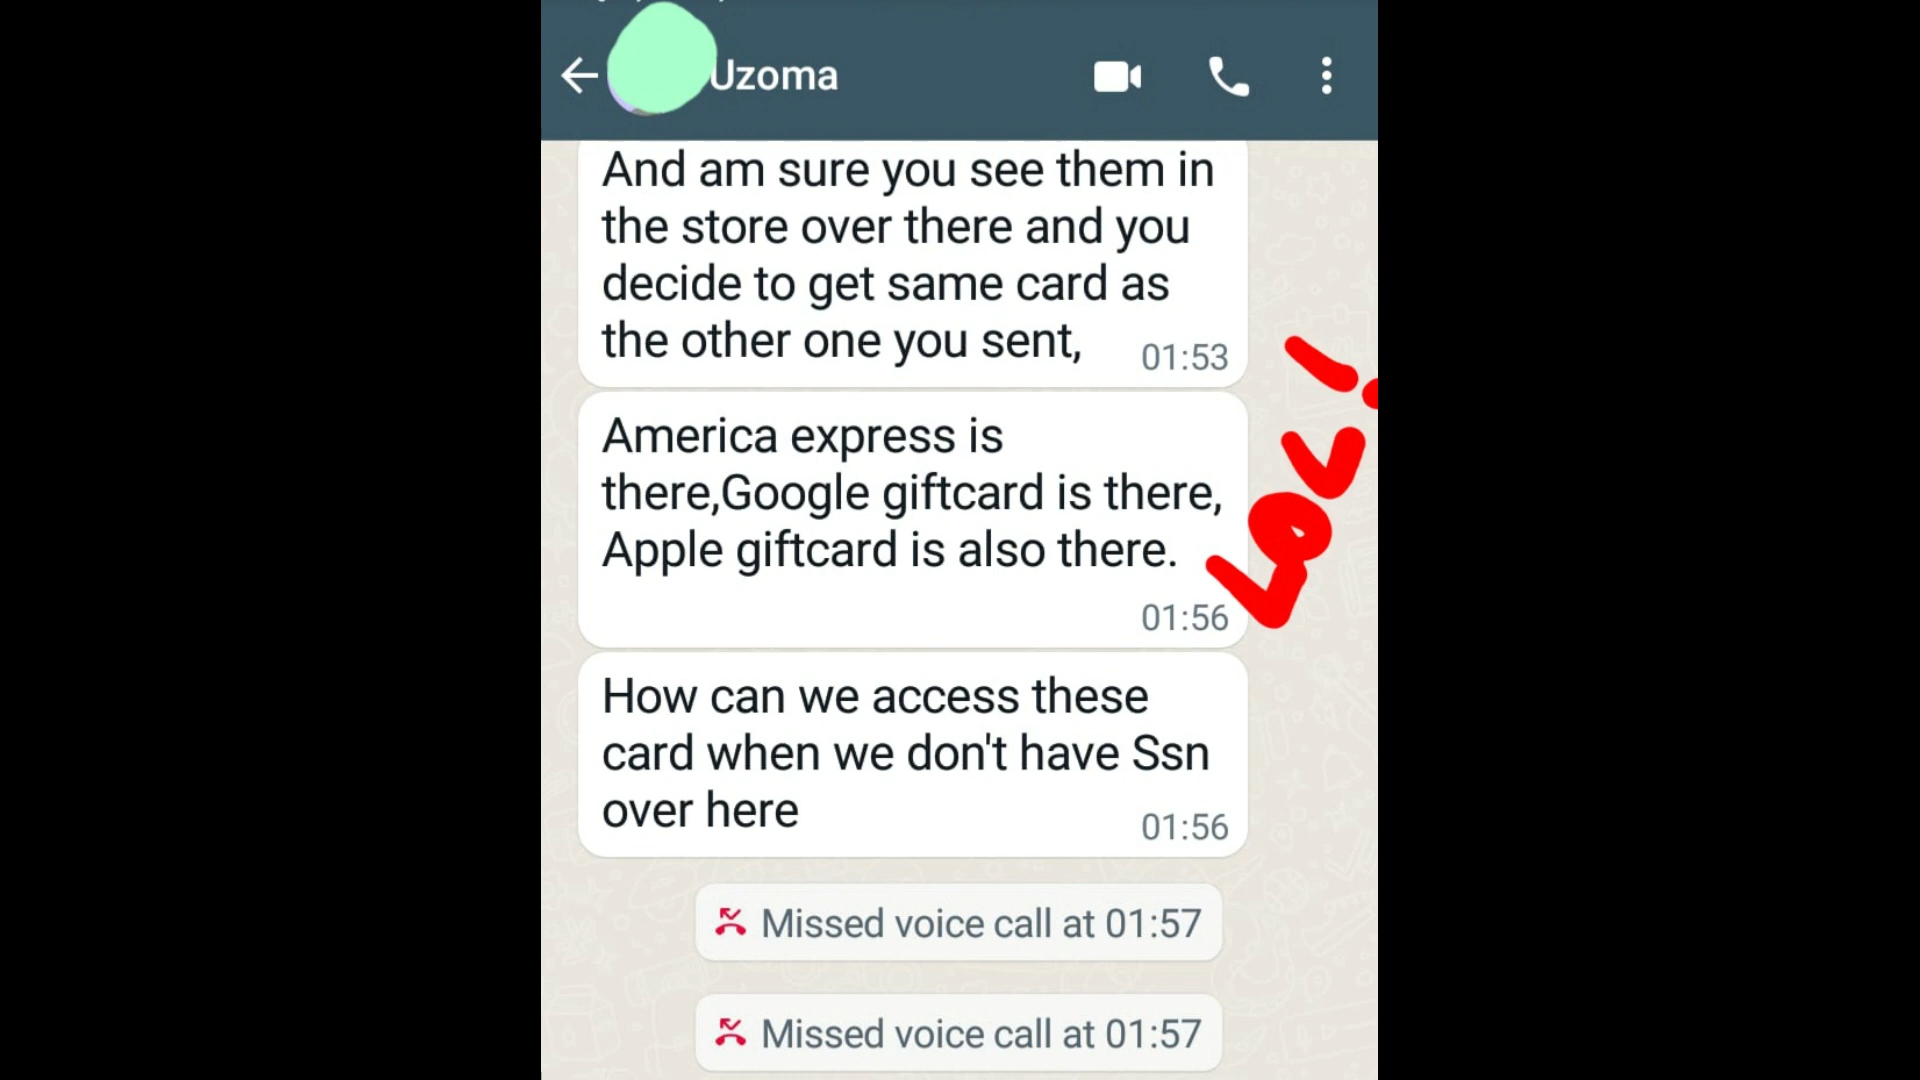 Uzoma
And am sure you see them in
the store over there and you
decide to get same card as
the other one you sent,
01:53
America express is
there,Google giftcard is there,
Apple giftcard is also there.
01:56
LOL!
How can we access these
card when we don't have Ssn
over here
01:56
Missed voice call at 01:57
Missed voice call at 01:57